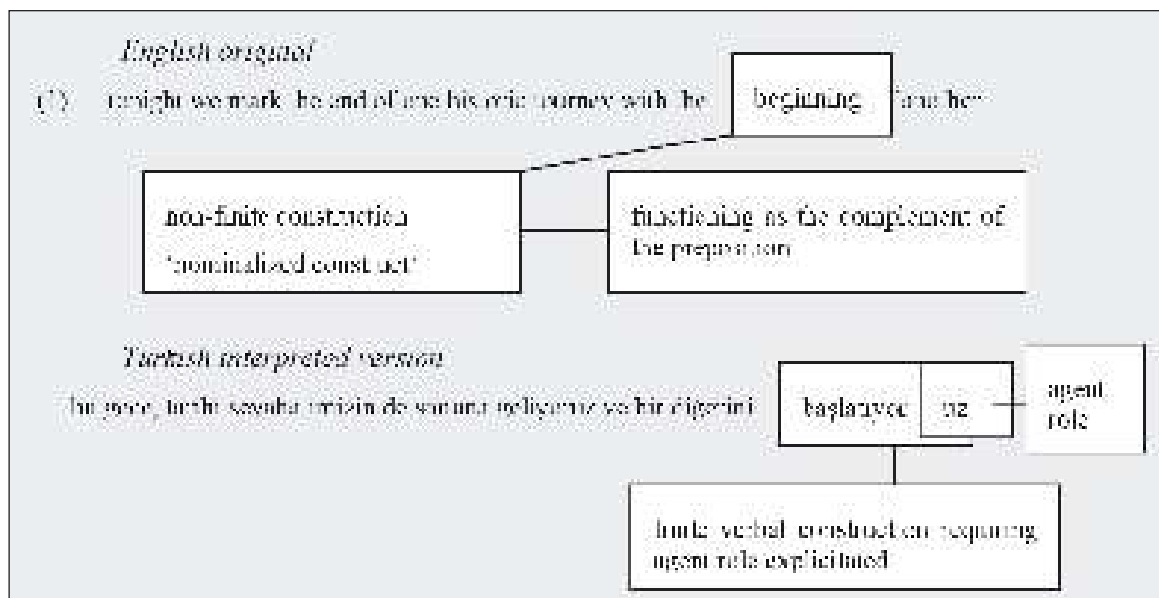 English original
(1) tonight we mark the end of one historic journey with the beginning of another
non-finite construction
'nominalized construct'
functioning as the complement of
the preposition
Turkish interpreted version
bu gece, tarihi seyahatimizin de sonuna geliyoruz ve bir diğerini başlatıyor uz
agent
role
finite verbal construction requiring
agent role explicitated